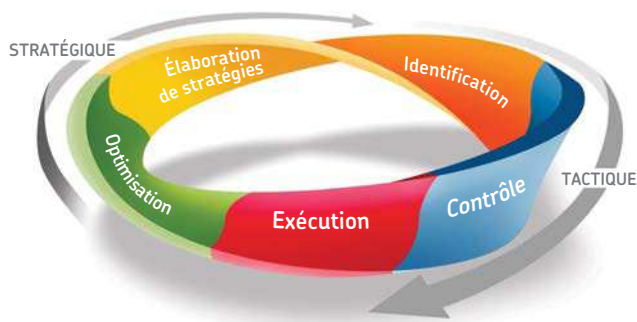 STRATÉGIQUE
Élaboration
de stratégies
Identification
Optimisation
Exécution
Contrôle
TACTIQUE